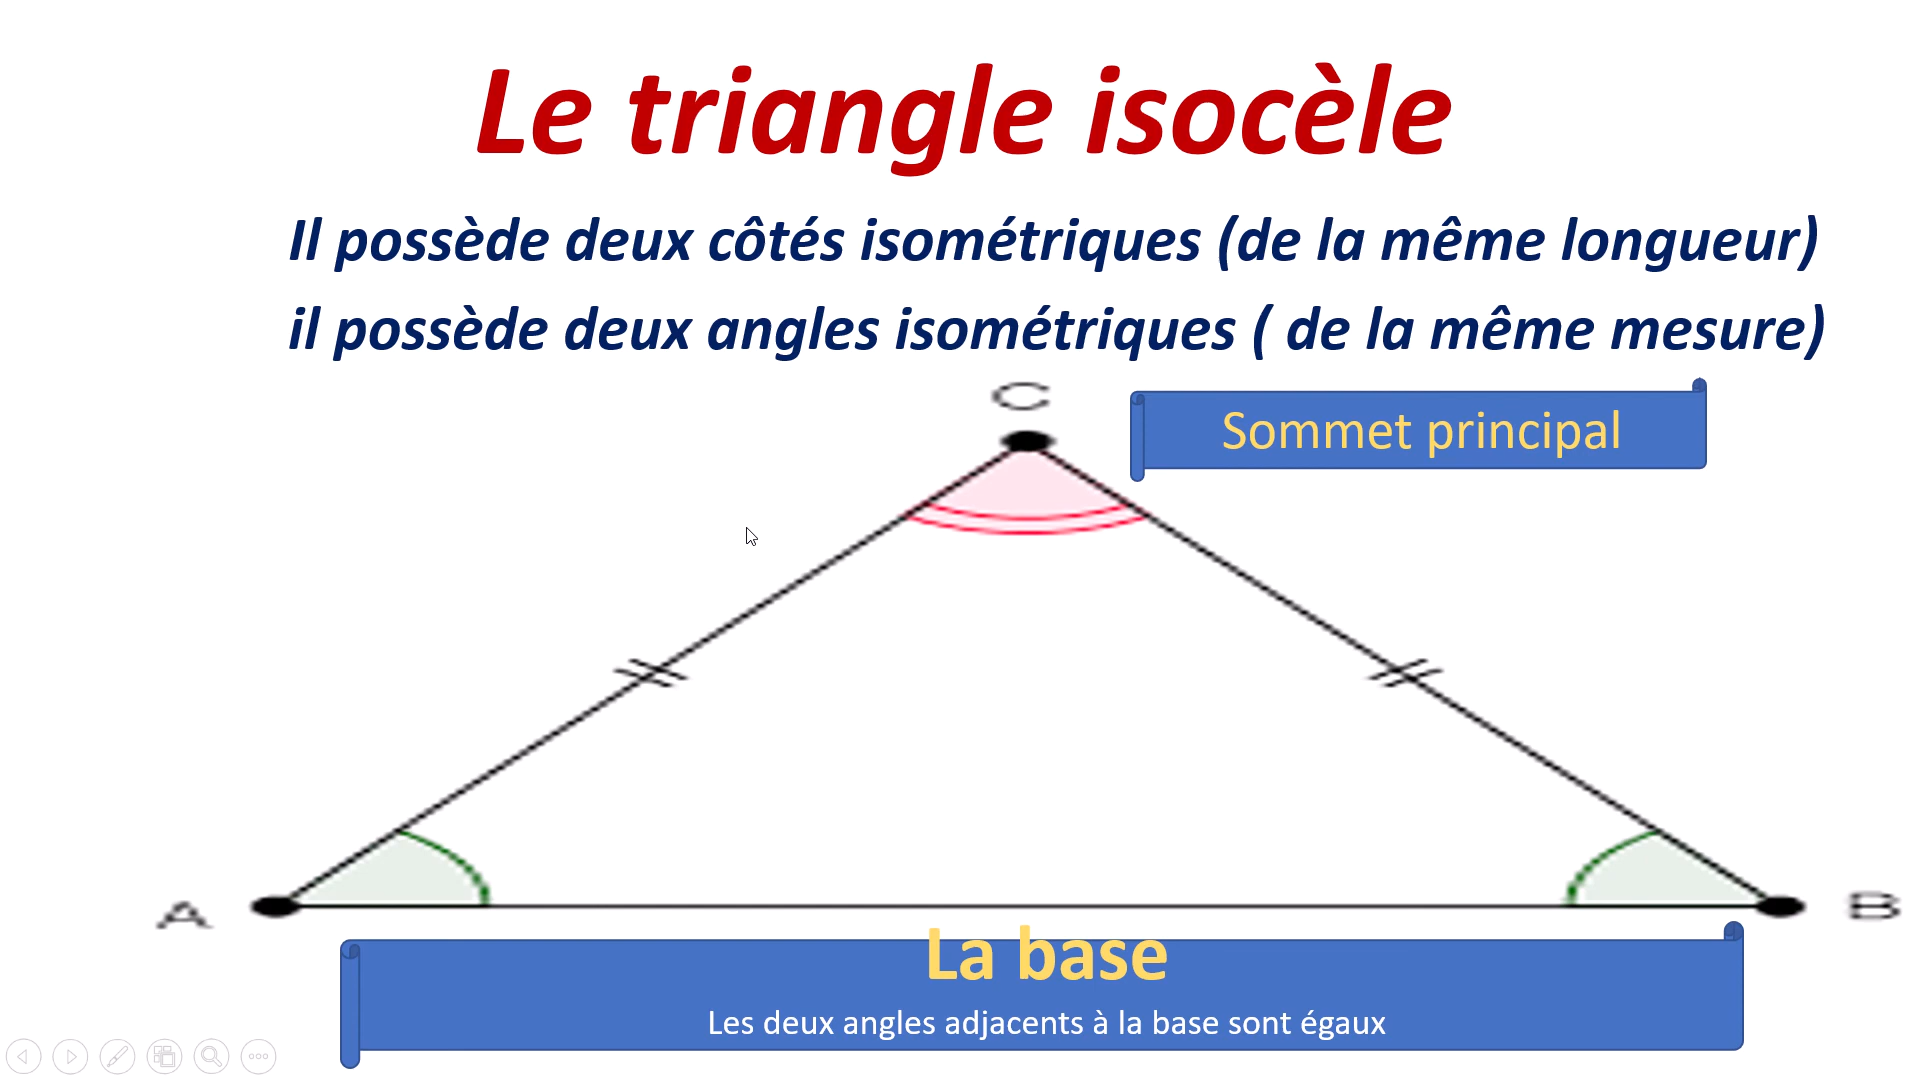 Le triangle isocèle
Il possède deux côtés isométriques (de la même longueur)
il possède deux angles isométriques ( de la même mesure)
C
Sommet principal
A
B
La base
Les deux angles adjacents à la base sont égaux